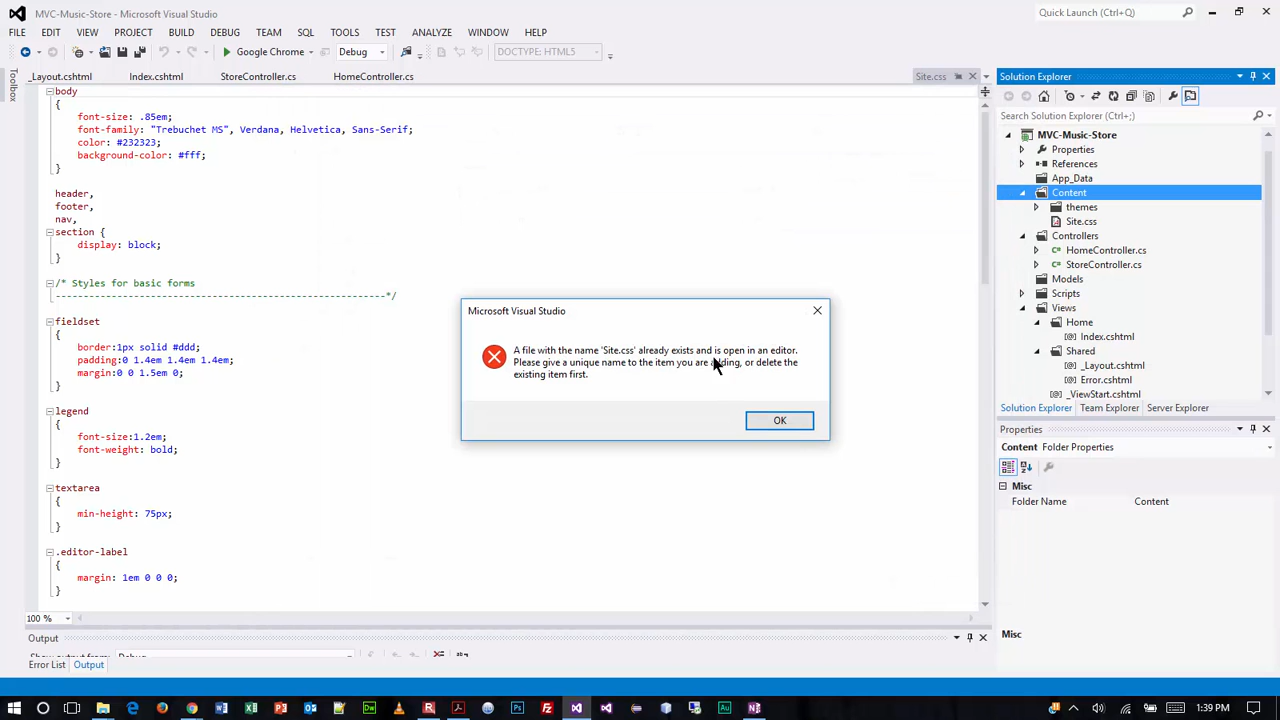 MVC-Music-Store - Microsoft Visual Studio
Quick Launch (Ctrl+Q)
FILE EDIT VIEW PROJECT BUILD DEBUG TEAM SQL TOOLS TEST ANALYZE WINDOW HELP
Google Chrome Debug DOCTYPE: HTML5
Toolbox
_Layout.cshtml Index.cshtml StoreController.cs HomeController.cs Site.css
body
{
font-size: .85em;
font-family: "Trebuchet MS", Verdana, Helvetica, Sans-Serif;
color: #232323;
background-color: #fff;
}
header,
footer,
nav,
section {
display: block;
}
/* Styles for basic forms
-----------------------------------------------------------*/
fieldset
{
border:1px solid #ddd;
padding:0 1.4em 1.4em 1.4em;
margin:0 0 1.5em 0;
}
legend
{
font-size:1.2em;
font-weight: bold;
}
textarea
{
min-height: 75px;
}
.editor-label
{
margin: 1em 0 0 0;
}
100 %
Output
Show output from: Debug
Error List Output
Microsoft Visual Studio
A file with the name 'Site.css' already exists and is open in an editor.
Please give a unique name to the item you are adding, or delete the
existing item first.
OK
Solution Explorer
Search Solution Explorer (Ctrl+;)
MVC-Music-Store
Properties
References
App_Data
Content
themes
Site.css
Controllers
HomeController.cs
StoreController.cs
Models
Scripts
Views
Home
Index.cshtml
Shared
_Layout.cshtml
Error.cshtml
_ViewStart.cshtml
Solution Explorer Team Explorer Server Explorer
Properties
Content Folder Properties
Misc
Folder Name Content
Misc
1:39 PM